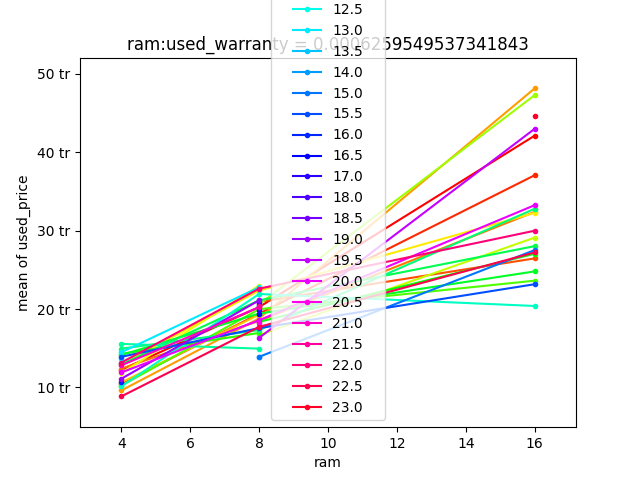 12.5
13.0
ram:used_warranty = 0.0006259549537341843
13.5
14.0
15.0
15.5
16.0
16.5
17.0
18.0
18.5
19.0
19.5
20.0
20.5
21.0
21.5
22.0
22.5
23.0
50 tr
40 tr
30 tr
20 tr
10 tr
mean of used_price
4 6 8 10 12 14 16
ram